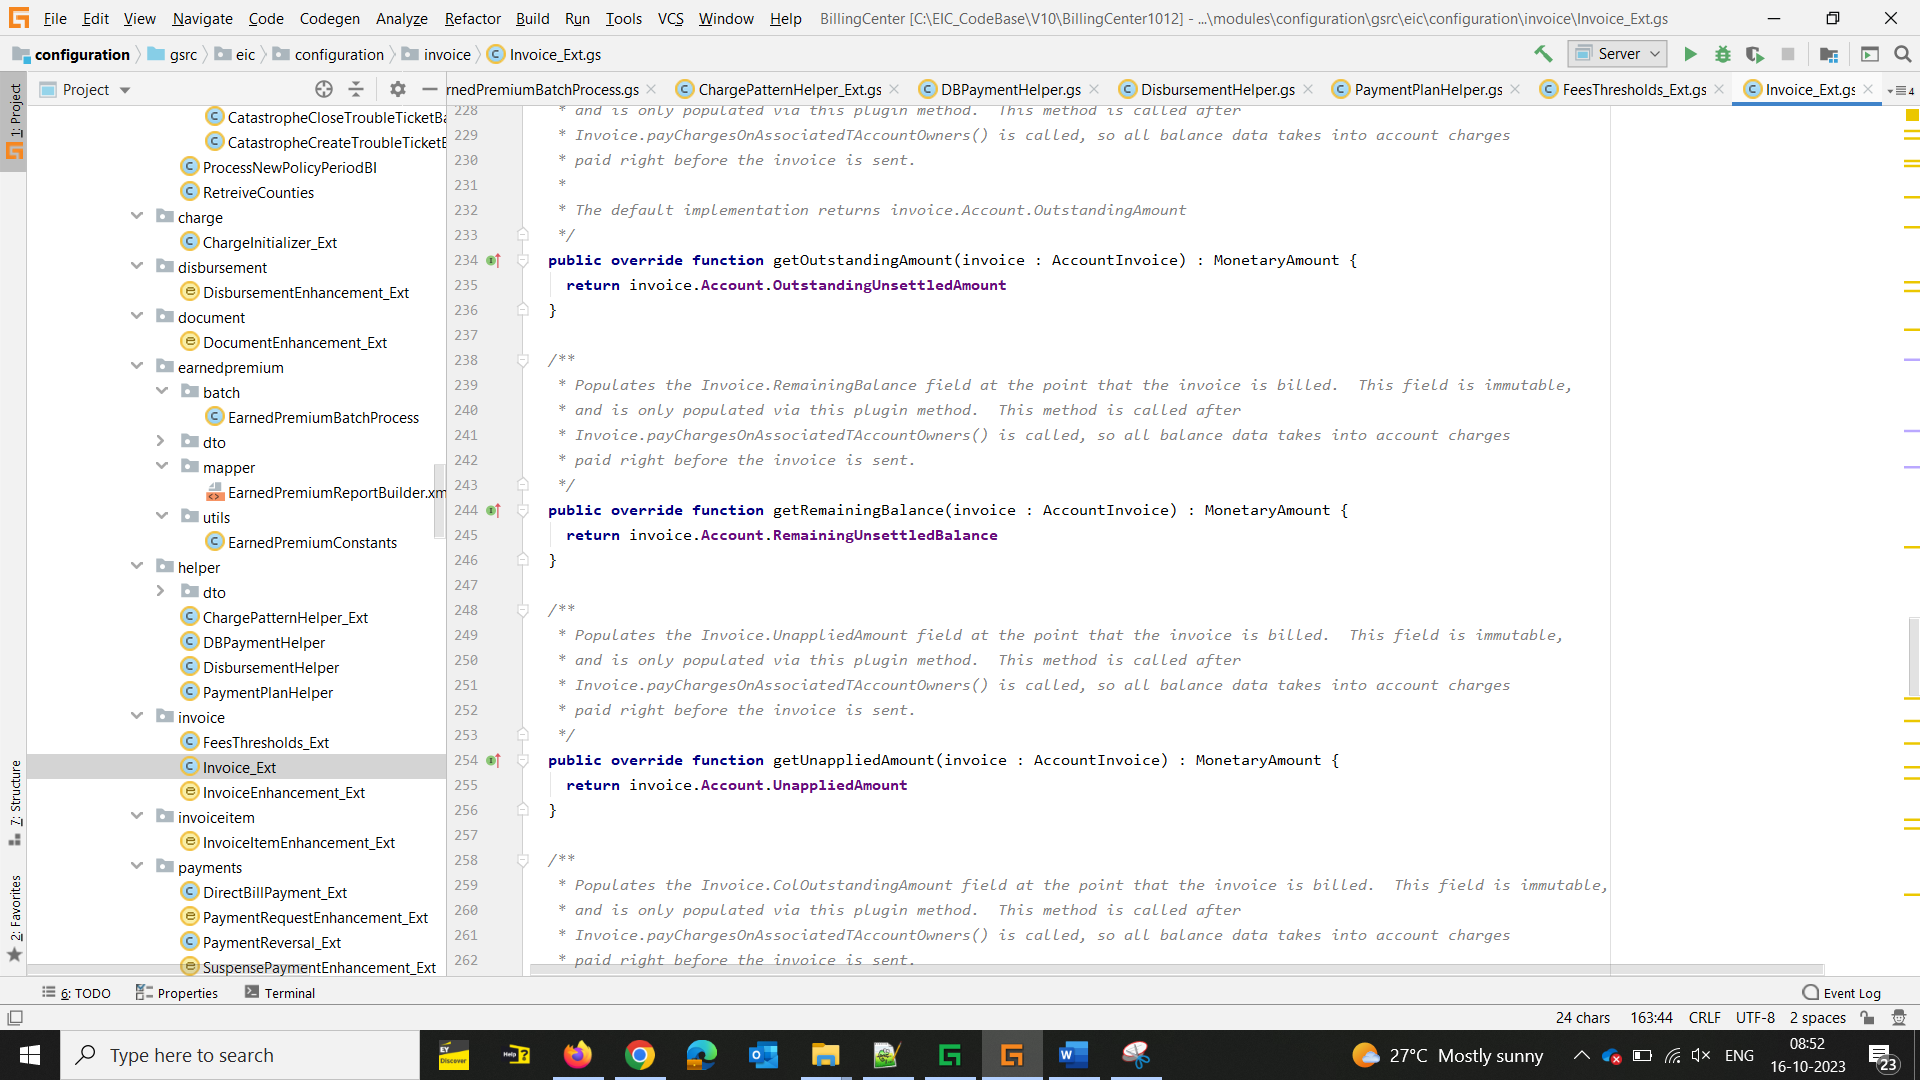 File Edit View Navigate Code Codegen Analyze Refactor Build Run Tools VCS Window Help BillingCenter [C:\EIC_CodeBase\V10\BillingCenter1012] - ...\modules\configuration\gsrc\eic\configuration\invoice\Invoice_Ext.gs
configuration gsrc eic configuration invoice Invoice_Ext.gs Server
Project rnedPremiumBatchProcess.gs ChargePatternHelper_Ext.gs DBPaymentHelper.gs DisbursementHelper.gs PaymentPlanHelper.gs FeesThresholds_Ext.gs Invoice_Ext.gs 4
1: Project
7: Structure
2: Favorites
CatastropheCloseTroubleTicketBa
CatastropheCreateTroubleTicketB
ProcessNewPolicyPeriodBI
RetreiveCounties
charge
ChargeInitializer_Ext
disbursement
DisbursementEnhancement_Ext
document
DocumentEnhancement_Ext
earnedpremium
batch
EarnedPremiumBatchProcess
dto
mapper
EarnedPremiumReportBuilder.xm
utils
EarnedPremiumConstants
helper
dto
ChargePatternHelper_Ext
DBPaymentHelper
DisbursementHelper
PaymentPlanHelper
invoice
FeesThresholds_Ext
Invoice_Ext
InvoiceEnhancement_Ext
invoiceitem
InvoiceItemEnhancement_Ext
payments
DirectBillPayment_Ext
PaymentRequestEnhancement_Ext
PaymentReversal_Ext
SuspensePaymentEnhancement_Ext
228 * and is only populated via this plugin method.  This method is called after
229 * Invoice.payChargesOnAssociatedTAccountOwners() is called, so all balance data takes into account charges
230 * paid right before the invoice is sent.
231 *
232 * The default implementation returns invoice.Account.OutstandingAmount
233 */
234 public override function getOutstandingAmount(invoice : AccountInvoice) : MonetaryAmount {
235 return invoice.Account.OutstandingUnsettledAmount
236 }
237
238 /**
239 * Populates the Invoice.RemainingBalance field at the point that the invoice is billed.  This field is immutable,
240 * and is only populated via this plugin method.  This method is called after
241 * Invoice.payChargesOnAssociatedTAccountOwners() is called, so all balance data takes into account charges
242 * paid right before the invoice is sent.
243 */
244 public override function getRemainingBalance(invoice : AccountInvoice) : MonetaryAmount {
245 return invoice.Account.RemainingUnsettledBalance
246 }
247
248 /**
249 * Populates the Invoice.UnappliedAmount field at the point that the invoice is billed.  This field is immutable,
250 * and is only populated via this plugin method.  This method is called after
251 * Invoice.payChargesOnAssociatedTAccountOwners() is called, so all balance data takes into account charges
252 * paid right before the invoice is sent.
253 */
254 public override function getUnappliedAmount(invoice : AccountInvoice) : MonetaryAmount {
255 return invoice.Account.UnappliedAmount
256 }
257
258 /**
259 * Populates the Invoice.ColOutstandingAmount field at the point that the invoice is billed.  This field is immutable,
260 * and is only populated via this plugin method.  This method is called after
261 * Invoice.payChargesOnAssociatedTAccountOwners() is called, so all balance data takes into account charges
262 * paid right before the invoice is sent.
6: TODO Properties Terminal Event Log
24 chars 163:44 CRLF UTF-8 2 spaces
Type here to search EY Discover Help ? 27°C Mostly sunny ENG 08:52
16-10-2023 23